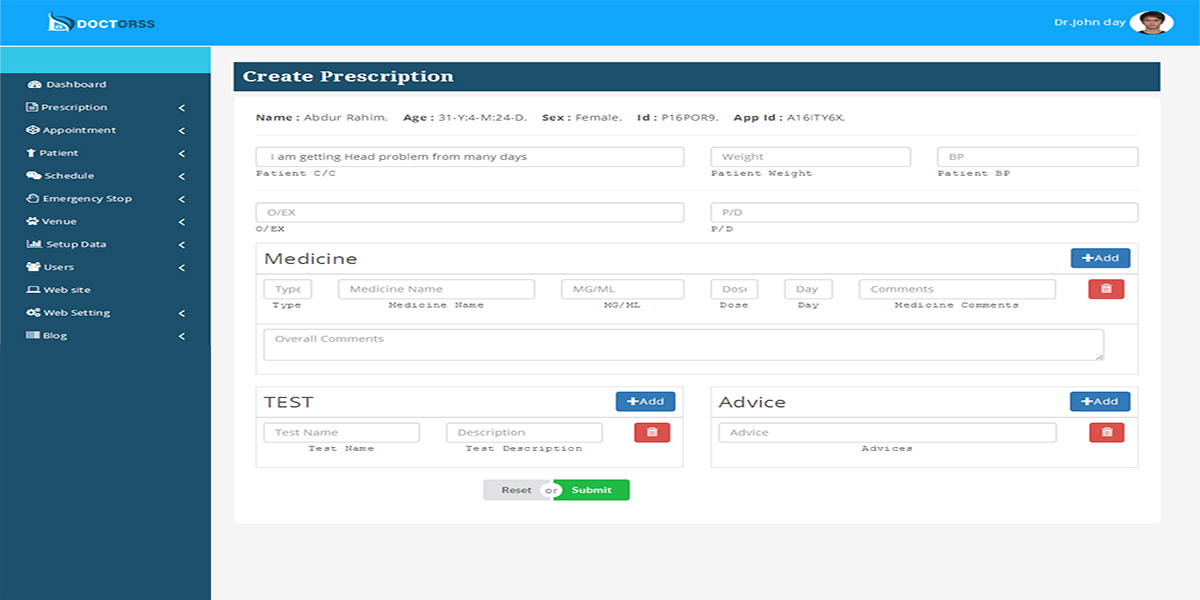 DOCTORSS
Dr.John day
Dashboard
Prescription
Appointment
Patient
Schedule
Emergency Stop
Venue
Setup Data
Users
Web site
Web Setting
Blog
Create Prescription
Name : Abdur Rahim. Age : 31-Y:4-M:24-D. Sex : Female. Id : P16POR9. App Id : A16ITY6X.
I am getting Head problem from many days Weight BP
Patient C/C Patient Weight Patient BP
O/EX P/D
O/EX P/D
Medicine Add
Type Medicine Name MG/ML Dose Day Comments
Type Medicine Name MG/ML Dose Day Medicine Comments
Overall Comments
TEST Add Advice Add
Test Name Description Advice
Test Name Test Description Advices
Reset or Submit